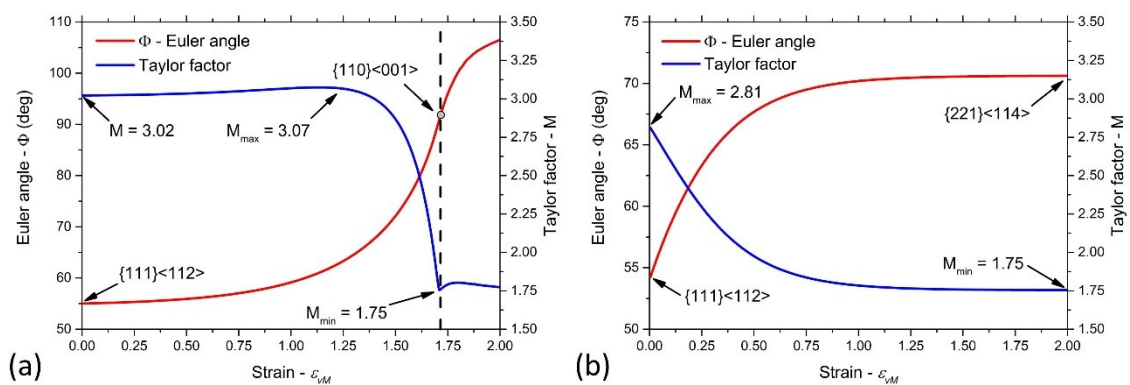 110
100
90
80
70
60
50
Euler angle - Φ (deg)
Φ - Euler angle
Taylor factor
{110}<001>
M = 3.02
M_max = 3.07
{111}<112>
M_min = 1.75
3.50
3.25
3.00
2.75
2.50
2.25
2.00
1.75
1.50
Taylor factor - M
0.00 0.25 0.50 0.75 1.00 1.25 1.50 1.75 2.00
Strain - ε_vM
(a)
75
70
65
60
55
50
Euler angle - Φ (deg)
Φ - Euler angle
Taylor factor
M_max = 2.81
{221}<114>
M_min = 1.75
{111}<112>
3.50
3.25
3.00
2.75
2.50
2.25
2.00
1.75
1.50
Taylor factor - M
0.00 0.25 0.50 0.75 1.00 1.25 1.50 1.75 2.00
Strain - ε_vM
(b)